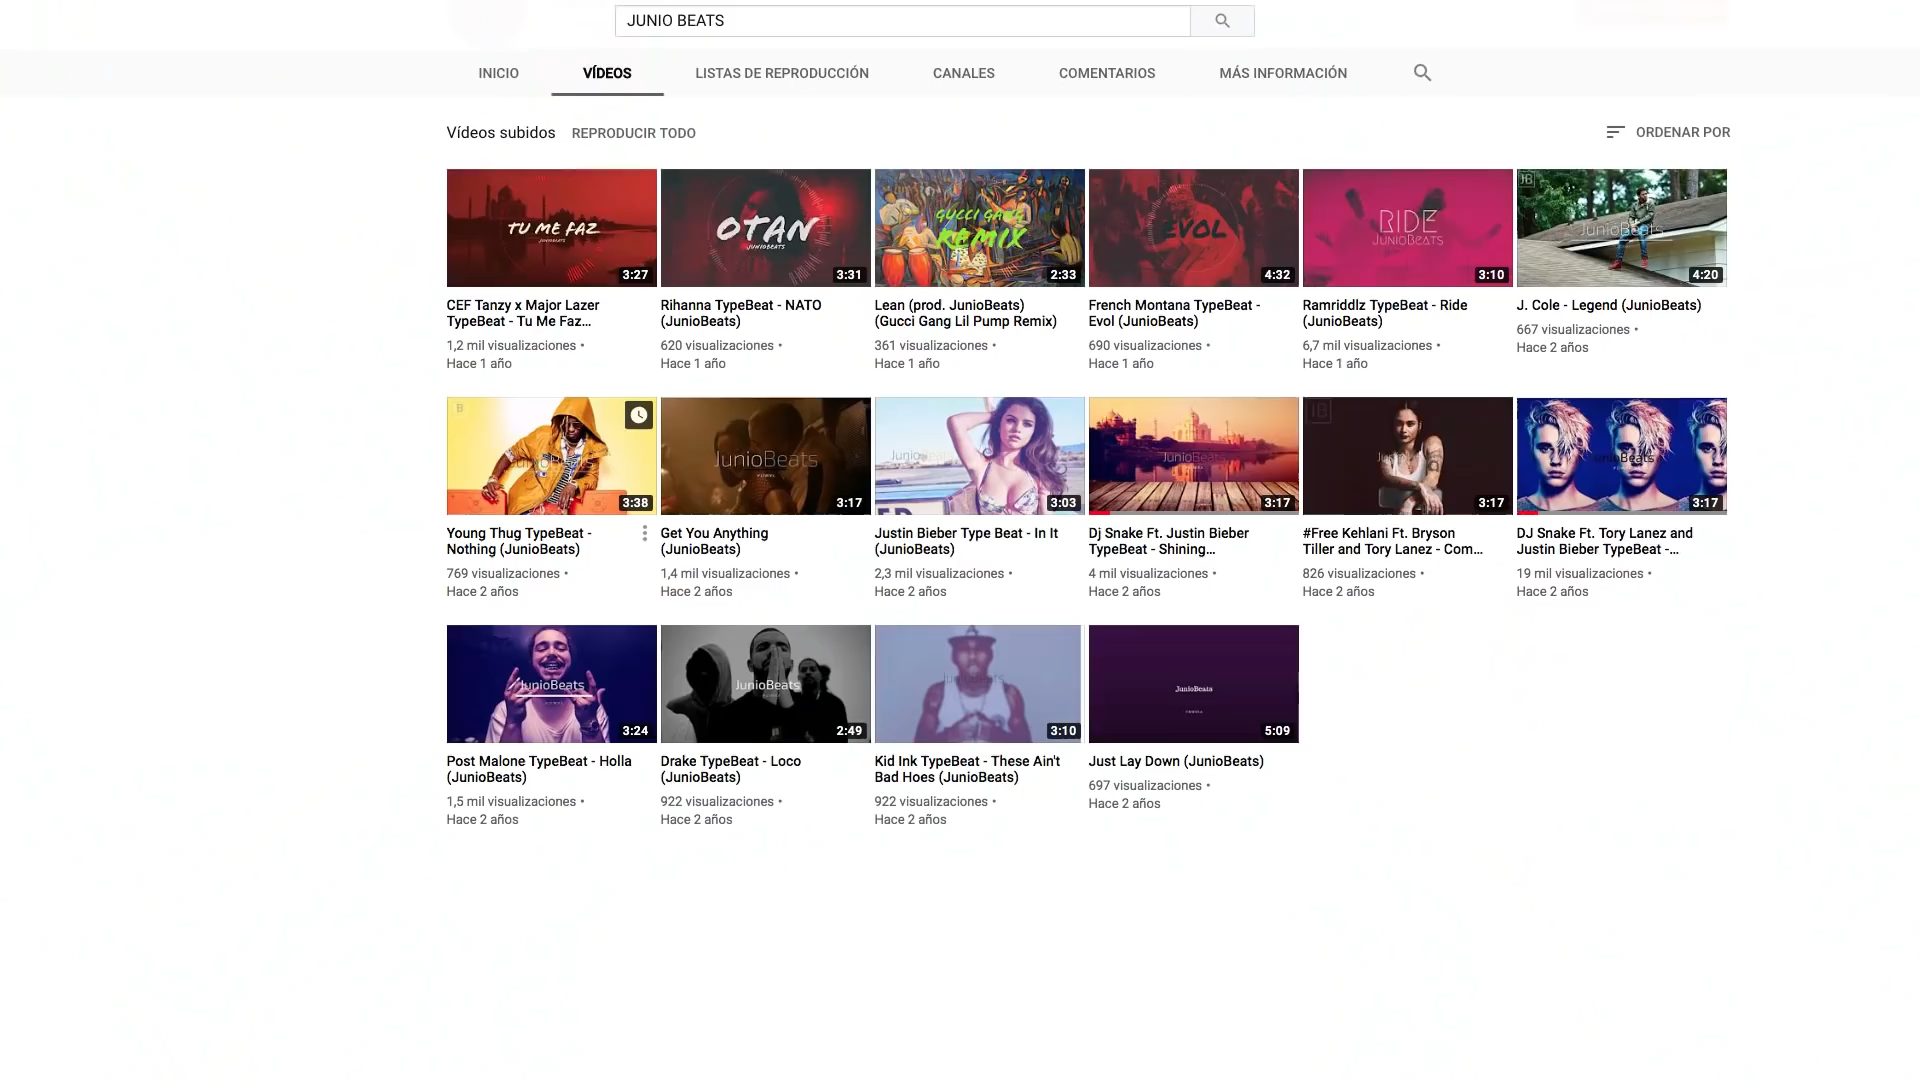 JUNIO BEATS
INICIO
VÍDEOS
LISTAS DE REPRODUCCIÓN
CANALES
COMENTARIOS
MÁS INFORMACIÓN
Vídeos subidos
REPRODUCIR TODO
ORDENAR POR
TU ME FAZ
JUNIOBEATS
3:27
OTAN
JUNIOBEATS
3:31
GUCCI GANG
REMIX
2:33
EVOL
4:32
RIDE
JUNIOBEATS
3:10
JB
JunioBeats
4:20
CEF Tanzy x Major Lazer
TypeBeat - Tu Me Faz...
1,2 mil visualizaciones •
Hace 1 año
Rihanna TypeBeat - NATO
(JunioBeats)
620 visualizaciones •
Hace 1 año
Lean (prod. JunioBeats)
(Gucci Gang Lil Pump Remix)
361 visualizaciones •
Hace 1 año
French Montana TypeBeat -
Evol (JunioBeats)
690 visualizaciones •
Hace 1 año
Ramriddlz TypeBeat - Ride
(JunioBeats)
6,7 mil visualizaciones •
Hace 1 año
J. Cole - Legend (JunioBeats)
667 visualizaciones •
Hace 2 años
3:38
JunioBeats
3:17
3:03
JunioBeats
3:17
3:17
3:17
Young Thug TypeBeat -
Nothing (JunioBeats)
769 visualizaciones •
Hace 2 años
Get You Anything
(JunioBeats)
1,4 mil visualizaciones •
Hace 2 años
Justin Bieber Type Beat - In It
(JunioBeats)
2,3 mil visualizaciones •
Hace 2 años
Dj Snake Ft. Justin Bieber
TypeBeat - Shining...
4 mil visualizaciones •
Hace 2 años
#Free Kehlani Ft. Bryson
Tiller and Tory Lanez - Com...
826 visualizaciones •
Hace 2 años
DJ Snake Ft. Tory Lanez and
Justin Bieber TypeBeat -...
19 mil visualizaciones •
Hace 2 años
JunioBeats
3:24
JunioBeats
2:49
JunioBeats
3:10
JunioBeats
5:09
Post Malone TypeBeat - Holla
(JunioBeats)
1,5 mil visualizaciones •
Hace 2 años
Drake TypeBeat - Loco
(JunioBeats)
922 visualizaciones •
Hace 2 años
Kid Ink TypeBeat - These Ain't
Bad Hoes (JunioBeats)
922 visualizaciones •
Hace 2 años
Just Lay Down (JunioBeats)
697 visualizaciones •
Hace 2 años